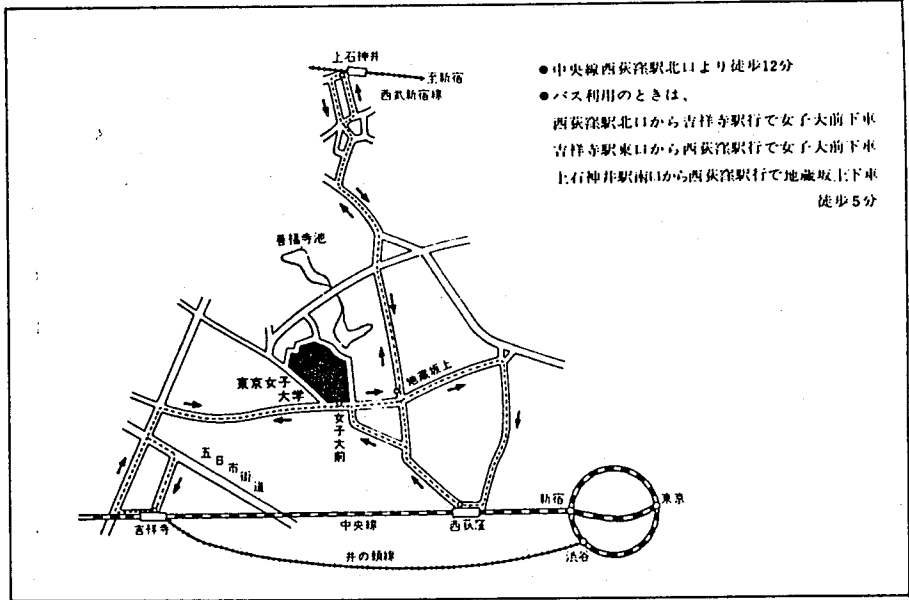 上石神井
至新宿
西武新宿線
●中央線西荻窪駅北口より徒歩12分
●バス利用のときは、
西荻窪駅北口から吉祥寺駅行で女子大前下車
吉祥寺駅東口から西荻窪駅行で女子大前下車
上石神井駅南口から西荻窪駅行で地蔵坂上下車
徒歩5分
善福寺池
東京女子
大学
地蔵坂上
女子大前
五日市街道
新宿
東京
吉祥寺
中央線
西荻窪
井の頭線
渋谷